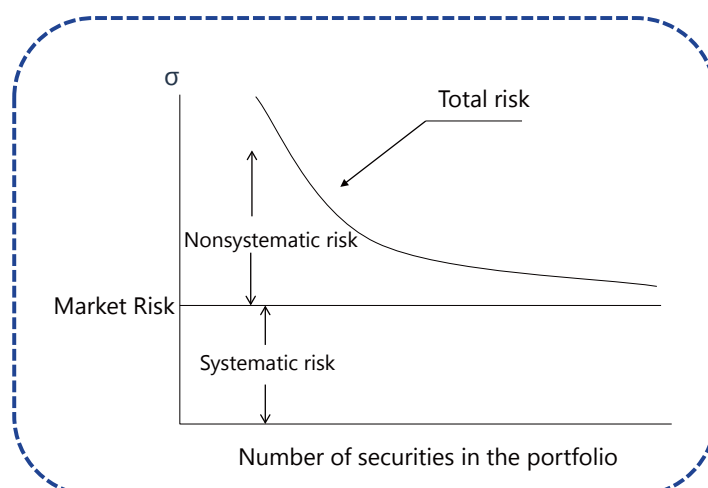 σ
Total risk
Nonsystematic risk
Market Risk
Systematic risk
Number of securities in the portfolio